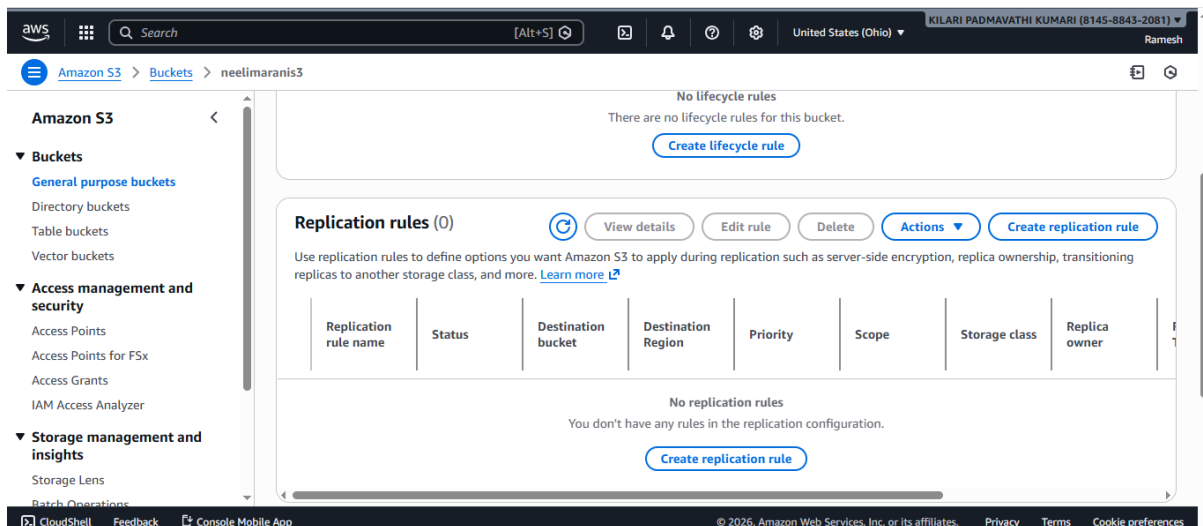 aws
Search
[Alt+S]
United States (Ohio)
KILARI PADMAVATHI KUMARI (8145-8843-2081)
Ramesh
Amazon S3 > Buckets > neelimaranis3
Amazon S3
Buckets
General purpose buckets
Directory buckets
Table buckets
Vector buckets
Access management and
security
Access Points
Access Points for FSx
Access Grants
IAM Access Analyzer
Storage management and
insights
Storage Lens
Batch Operations
No lifecycle rules
There are no lifecycle rules for this bucket.
Create lifecycle rule
Replication rules (0)
View details
Edit rule
Delete
Actions
Create replication rule
Use replication rules to define options you want Amazon S3 to apply during replication such as server-side encryption, replica ownership, transitioning
replicas to another storage class, and more. Learn more
Replication
rule name
Status
Destination
bucket
Destination
Region
Priority
Scope
Storage class
Replica
owner
No replication rules
You don't have any rules in the replication configuration.
Create replication rule
CloudShell
Feedback
Console Mobile App
© 2026, Amazon Web Services, Inc. or its affiliates.
Privacy
Terms
Cookie preferences